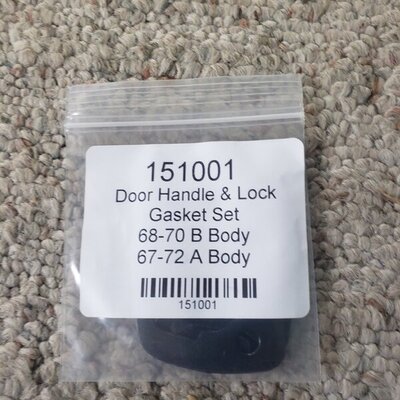 151001
Door Handle & Lock
Gasket Set
68-70 B Body
67-72 A Body
151001